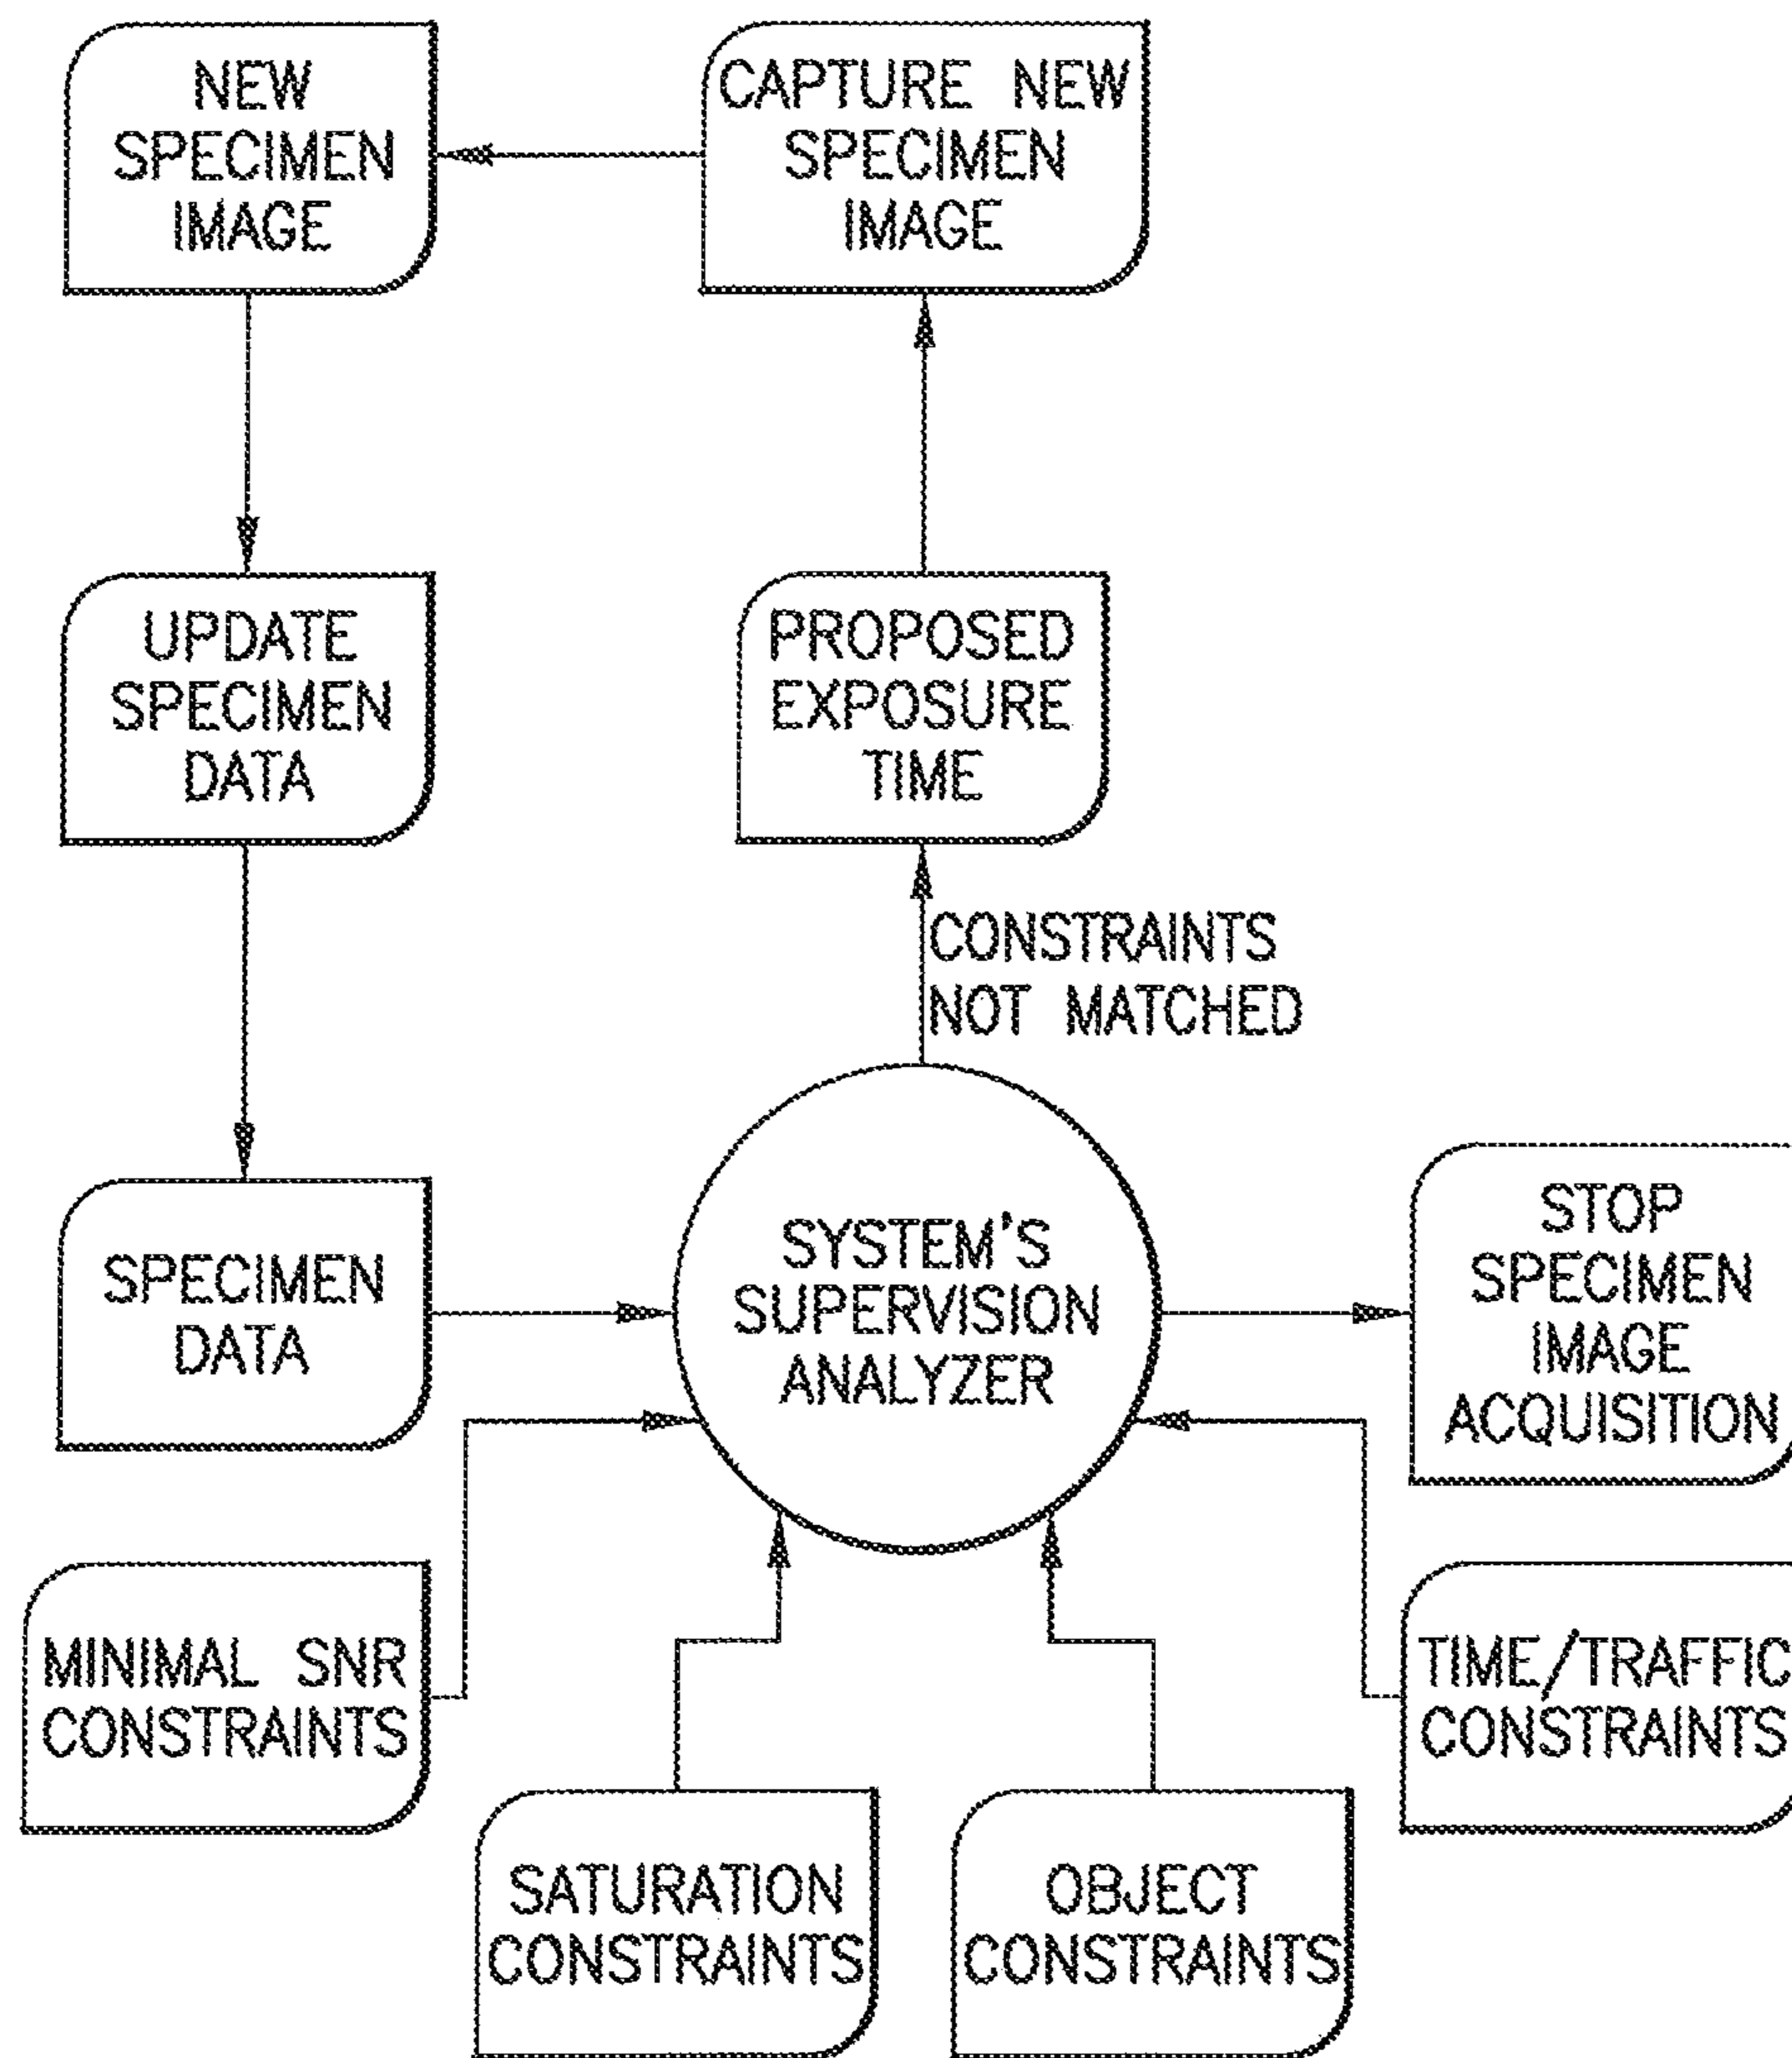 NEW
SPECIMEN
IMAGE
CAPTURE NEW
SPECIMEN
IMAGE
UPDATE
SPECIMEN
DATA
PROPOSED
EXPOSURE
TIME
CONSTRAINTS
NOT MATCHED
SPECIMEN
DATA
SYSTEM'S
SUPERVISION
ANALYZER
STOP
SPECIMEN
IMAGE
ACQUISITION
MINIMAL SNR
CONSTRAINTS
SATURATION
CONSTRAINTS
OBJECT
CONSTRAINTS
TIME/TRAFFIC
CONSTRAINTS